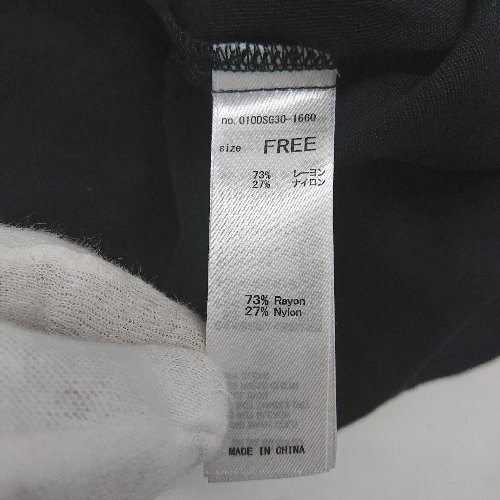 no. 010DSG30-1660
size FREE
73% レーヨン
27% ナイロン
73% Rayon
27% Nylon
MADE IN CHINA